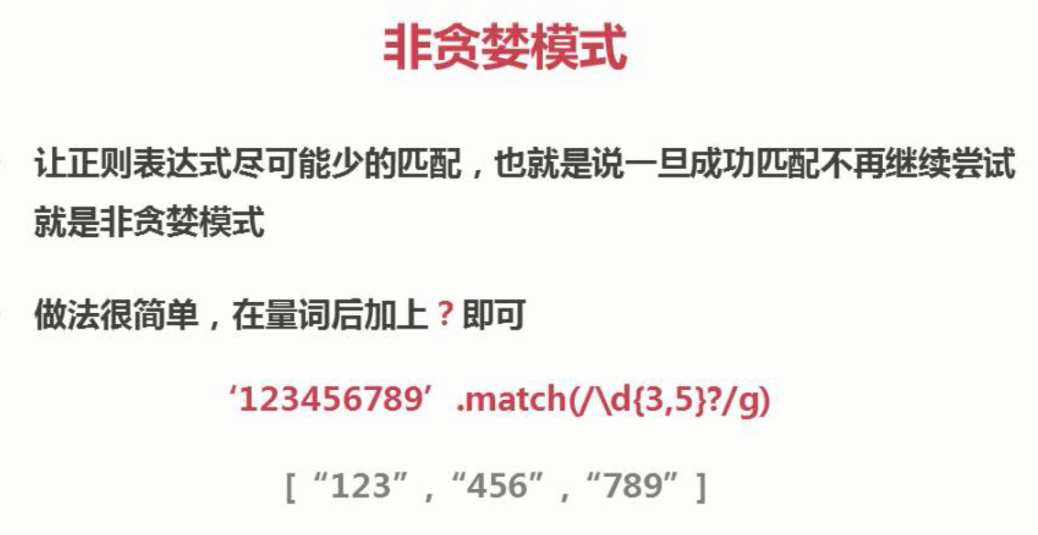 非贪婪模式
让正则表达式尽可能少的匹配，也就是说一旦成功匹配不再继续尝试
就是非贪婪模式
做法很简单，在量词后加上？即可
‘123456789’.match(/\d{3,5}?/g)
[ “123”, “456”, “789” ]